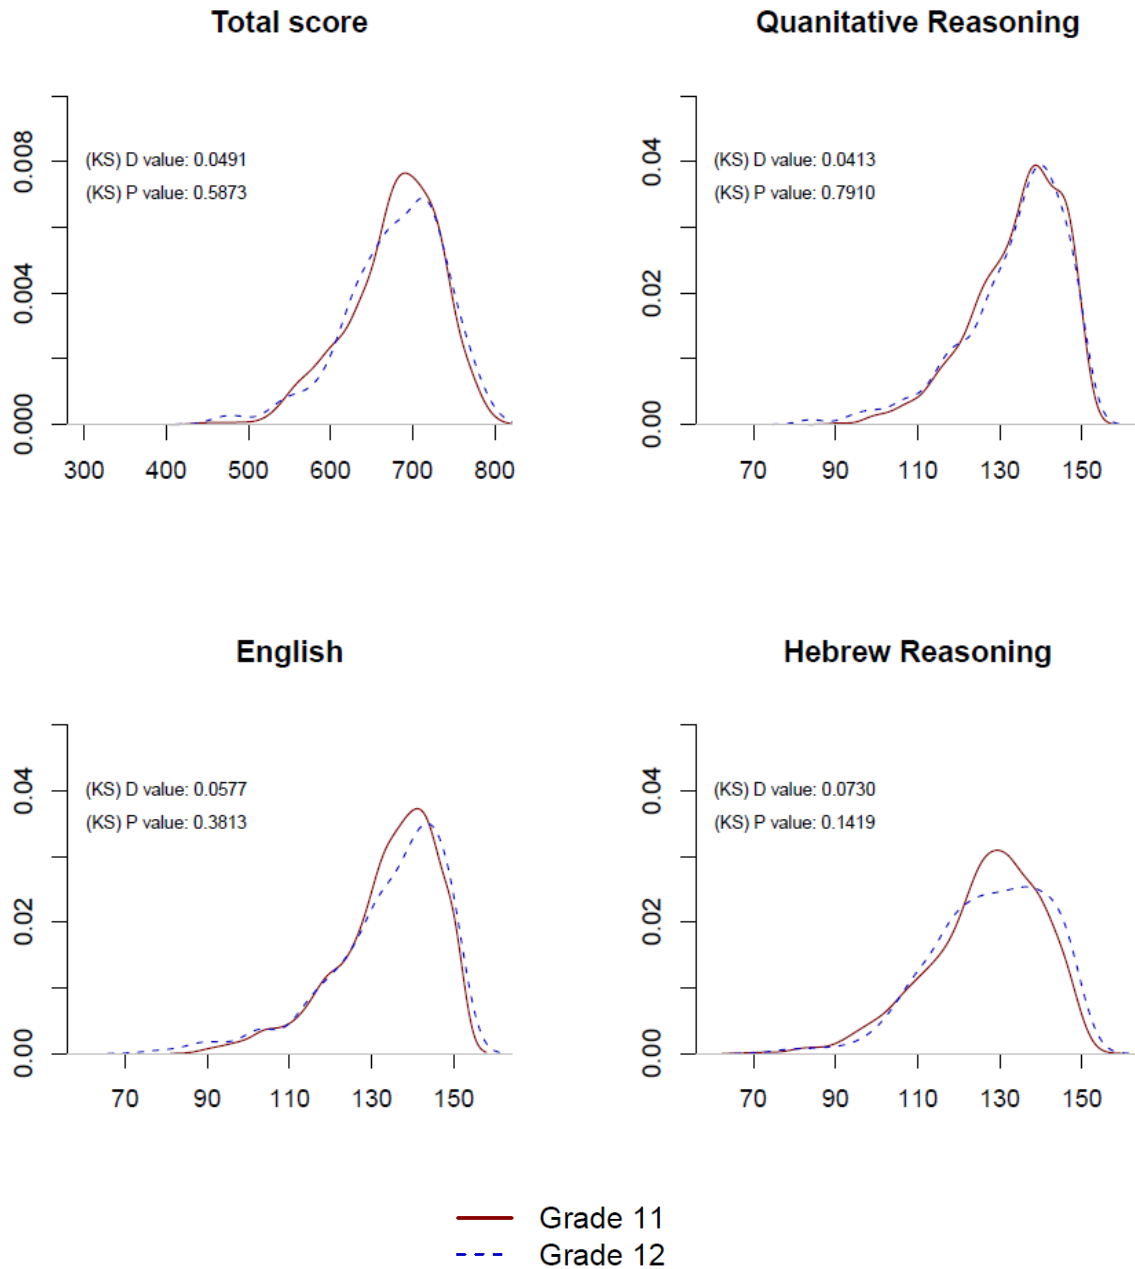 Total score
(KS) D value: 0.0491
(KS) P value: 0.5873
0.008
0.004
0.000
300 400 500 600 700 800
Quanitative Reasoning
(KS) D value: 0.0413
(KS) P value: 0.7910
0.04
0.02
0.00
70 90 110 130 150
English
(KS) D value: 0.0577
(KS) P value: 0.3813
0.04
0.02
0.00
70 90 110 130 150
Hebrew Reasoning
(KS) D value: 0.0730
(KS) P value: 0.1419
0.04
0.02
0.00
70 90 110 130 150
Grade 11
Grade 12